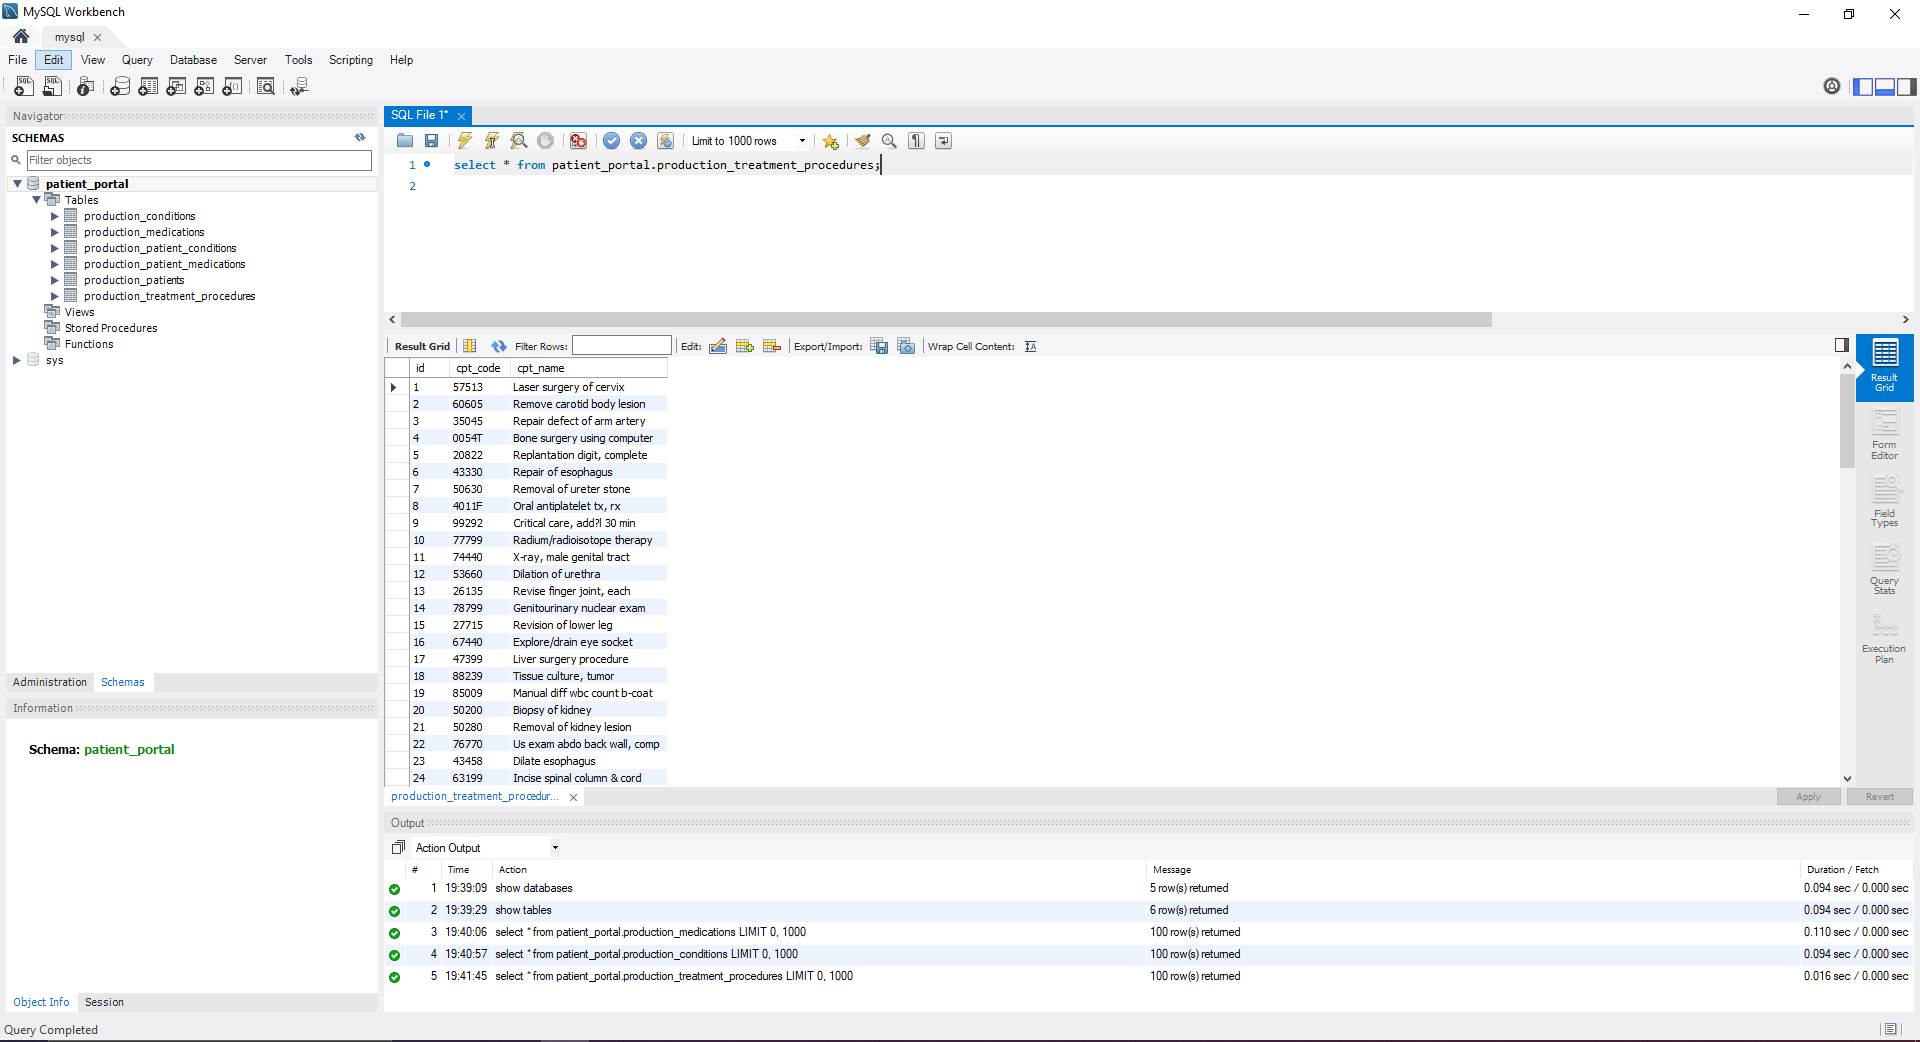 MySQL Workbench
mysql
File Edit View Query Database Server Tools Scripting Help
Navigator
SCHEMAS
Filter objects
patient_portal
Tables
production_conditions
production_medications
production_patient_conditions
production_patient_medications
production_patients
production_treatment_procedures
Views
Stored Procedures
Functions
sys
Administration Schemas
Information
Schema: patient_portal
Object Info Session
SQL File 1*
Limit to 1000 rows
1 select * from patient_portal.production_treatment_procedures;
2
Result Grid Filter Rows: Edit: Export/Import: Wrap Cell Content:
id cpt_code cpt_name
1 57513 Laser surgery of cervix
2 60605 Remove carotid body lesion
3 35045 Repair defect of arm artery
4 0054T Bone surgery using computer
5 20822 Replantation digit, complete
6 43330 Repair of esophagus
7 50630 Removal of ureter stone
8 4011F Oral antiplatelet tx, rx
9 99292 Critical care, add?l 30 min
10 77799 Radium/radioisotope therapy
11 74440 X-ray, male genital tract
12 53660 Dilation of urethra
13 26135 Revise finger joint, each
14 78799 Genitourinary nuclear exam
15 27715 Revision of lower leg
16 67440 Explore/drain eye socket
17 47399 Liver surgery procedure
18 88239 Tissue culture, tumor
19 85009 Manual diff wbc count b-coat
20 50200 Biopsy of kidney
21 50280 Removal of kidney lesion
22 76770 Us exam abdo back wall, comp
23 43458 Dilate esophagus
24 63199 Incise spinal column & cord
Result
Grid
Form
Editor
Field
Types
Query
Stats
Execution
Plan
production_treatment_procedur...
Apply Revert
Output
Action Output
# Time Action Message Duration / Fetch
1 19:39:09 show databases 5 row(s) returned 0.094 sec / 0.000 sec
2 19:39:29 show tables 6 row(s) returned 0.094 sec / 0.000 sec
3 19:40:06 select * from patient_portal.production_medications LIMIT 0, 1000 100 row(s) returned 0.110 sec / 0.000 sec
4 19:40:57 select * from patient_portal.production_conditions LIMIT 0, 1000 100 row(s) returned 0.094 sec / 0.000 sec
5 19:41:45 select * from patient_portal.production_treatment_procedures LIMIT 0, 1000 100 row(s) returned 0.016 sec / 0.000 sec
Query Completed